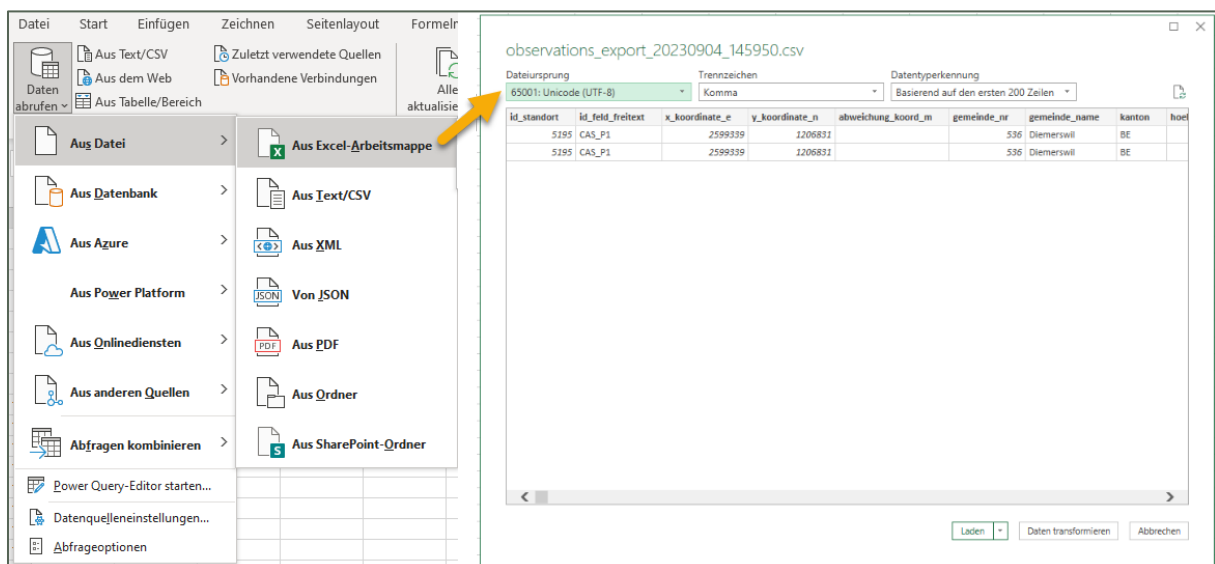 Datei Start Einfügen Zeichnen Seitenlayout Formelr
Daten abrufen
Aus Text/CSV
Aus dem Web
Aus Tabelle/Bereich
Zuletzt verwendete Quellen
Vorhandene Verbindungen
Alle
aktualisie
Aus Datei
Aus Datenbank
Aus Azure
Aus Power Platform
Aus Onlinediensten
Aus anderen Quellen
Abfragen kombinieren
Power Query-Editor starten...
Datenquelleneinstellungen...
Abfrageoptionen
Aus Excel-Arbeitsmappe
Aus Text/CSV
Aus XML
JSON Von JSON
PDF Aus PDF
Aus Ordner
Aus SharePoint-Ordner
observations_export_20230904_145950.csv
Dateiursprung Trennzeichen Datentyperkennung
65001: Unicode (UTF-8) Komma Basierend auf den ersten 200 Zeilen
id_standort id_feld_freitext x_koordinate_e y_koordinate_n abweichung_koord_m gemeinde_nr gemeinde_name kanton hoel
5195 CAS_P1 2599339 1206831 536 Diemerswil BE
5195 CAS_P1 2599339 1206831 536 Diemerswil BE
Laden Daten transformieren Abbrechen